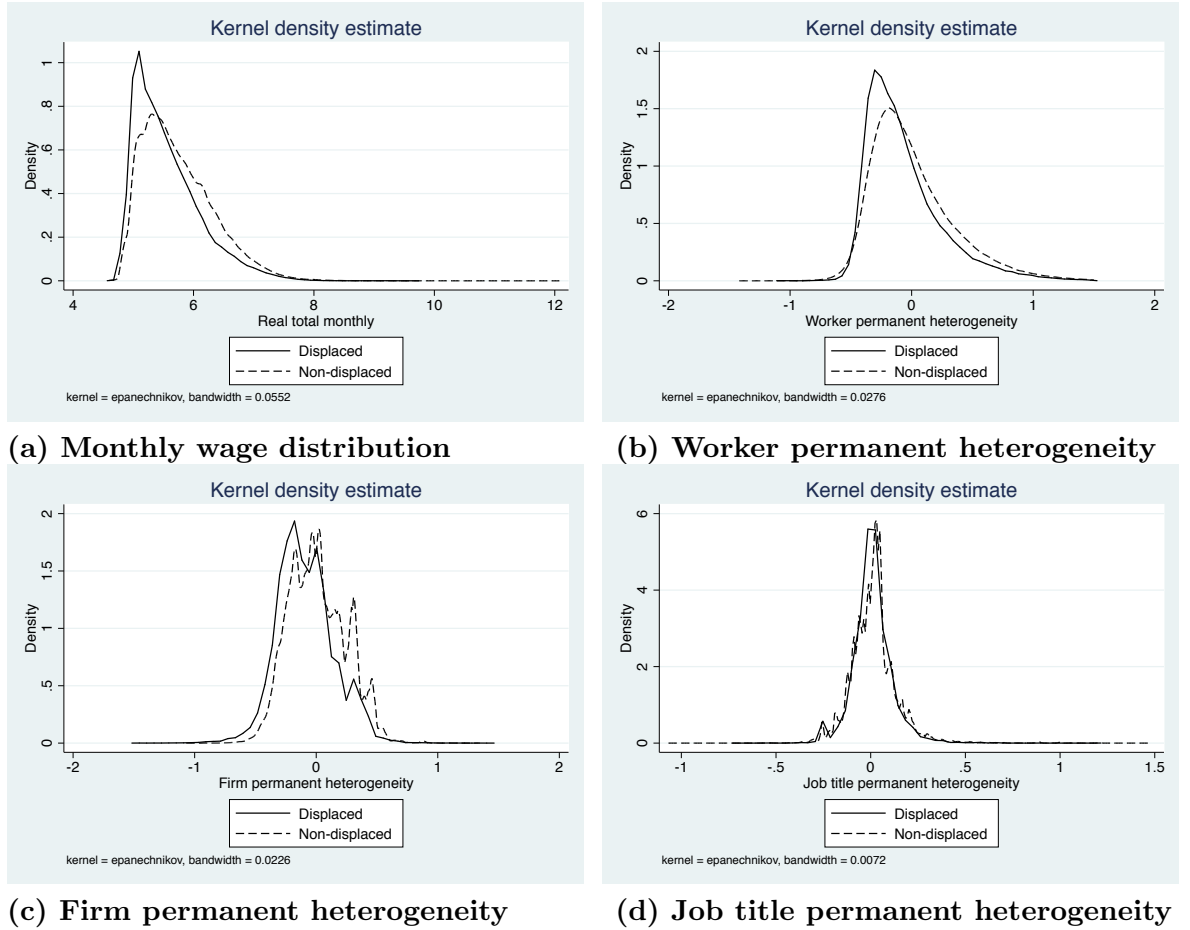 Kernel density estimate
Density
0 .2 .4 .6 .8 1
4 6 8 10 12
Real total monthly
Displaced
Non-displaced
kernel = epanechnikov, bandwidth = 0.0552
(a) Monthly wage distribution
Kernel density estimate
Density
0 .5 1 1.5 2
-2 -1 0 1 2
Worker permanent heterogeneity
Displaced
Non-displaced
kernel = epanechnikov, bandwidth = 0.0276
(b) Worker permanent heterogeneity
Kernel density estimate
Density
0 .5 1 1.5 2
-2 -1 0 1 2
Firm permanent heterogeneity
Displaced
Non-displaced
kernel = epanechnikov, bandwidth = 0.0226
(c) Firm permanent heterogeneity
Kernel density estimate
Density
0 2 4 6
-1 -.5 0 .5 1 1.5
Job title permanent heterogeneity
Displaced
Non-displaced
kernel = epanechnikov, bandwidth = 0.0072
(d) Job title permanent heterogeneity